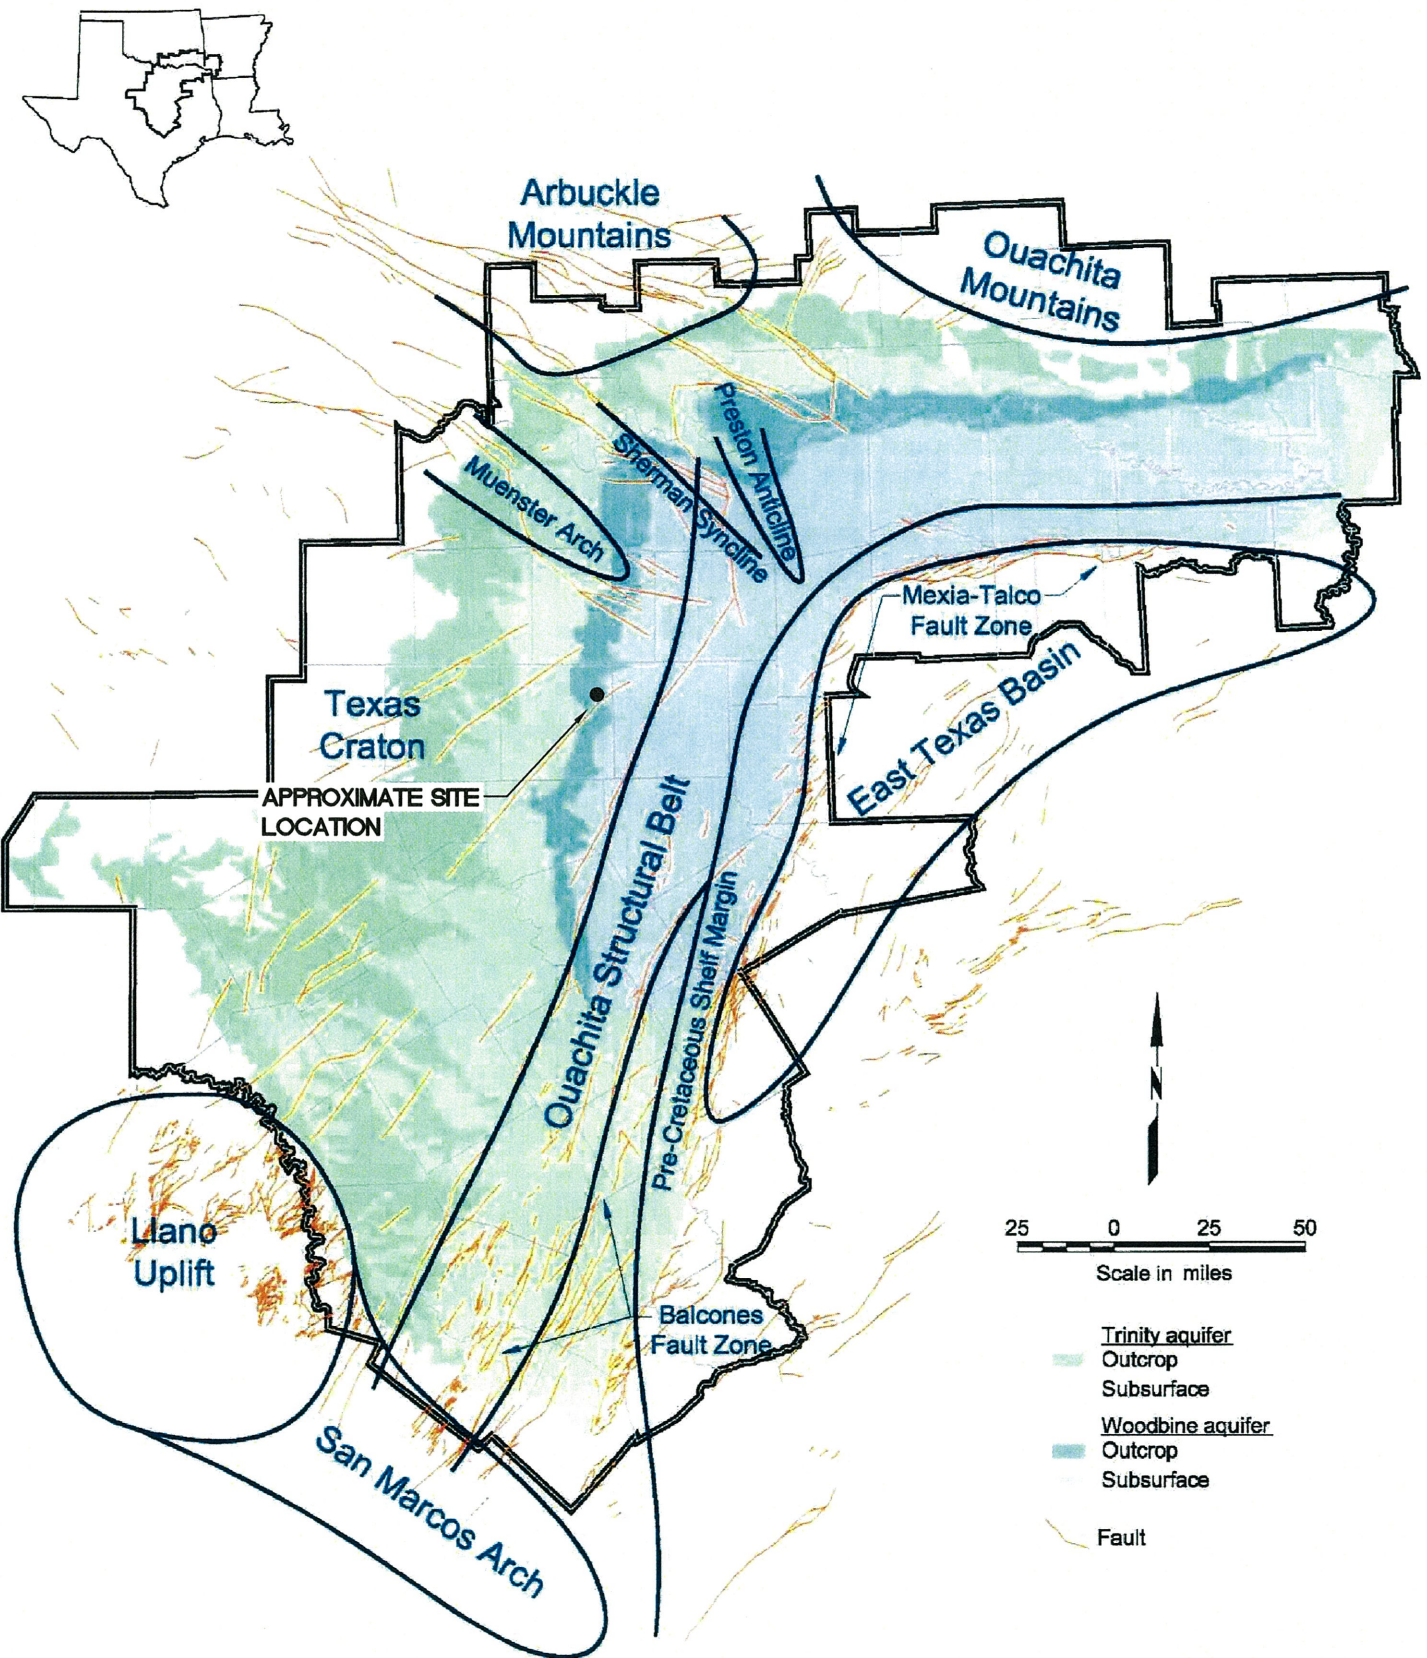 Arbuckle
Mountains
Ouachita
Mountains
Preston Anticline
Sherman Syncline
Muenster Arch
Mexia-Talco
Fault Zone
East Texas Basin
Texas
Craton
APPROXIMATE SITE
LOCATION
Ouachita Structural Belt
Pre-Cretaceous Shelf Margin
N
Llano
Uplift
25 0 25 50
Scale in miles
Balcones
Fault Zone
San Marcos Arch
Trinity aquifer
Outcrop
Subsurface
Woodbine aquifer
Outcrop
Subsurface
Fault